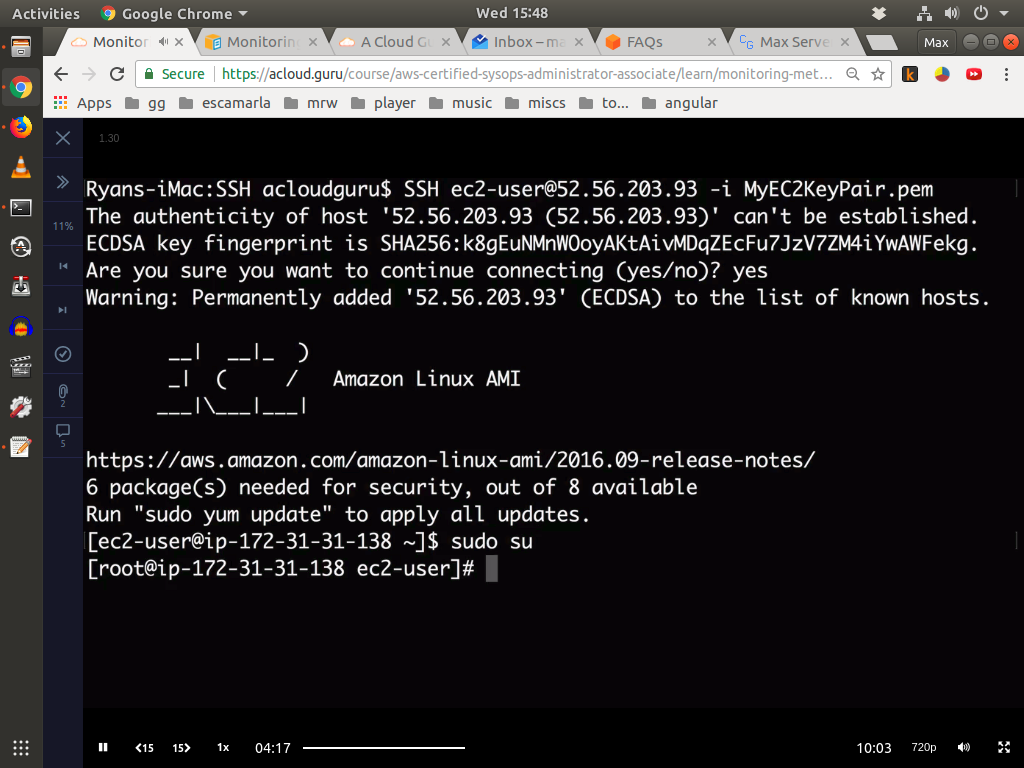 Activities Google Chrome Wed 15:48
Monitor Monitorin A Cloud Gu Inbox – ma FAQs Max Serve Max
Secure https://acloud.guru/course/aws-certified-sysops-administrator-associate/learn/monitoring-met...
Apps gg escamarla mrw player music miscs to... angular
1.30
Ryans-iMac:SSH acloudguru$ SSH ec2-user@52.56.203.93 -i MyEC2KeyPair.pem
The authenticity of host '52.56.203.93 (52.56.203.93)' can't be established.
ECDSA key fingerprint is SHA256:k8gEuNMnWOoyAKtAivMDqZEcFu7JzV7ZM4iYwAWFekg.
11%
Are you sure you want to continue connecting (yes/no)? yes
Warning: Permanently added '52.56.203.93' (ECDSA) to the list of known hosts.
__| __|_ )
_| ( / Amazon Linux AMI
___|\___|___|
2
5
https://aws.amazon.com/amazon-linux-ami/2016.09-release-notes/
6 package(s) needed for security, out of 8 available
Run "sudo yum update" to apply all updates.
[ec2-user@ip-172-31-31-138 ~]$ sudo su
[root@ip-172-31-31-138 ec2-user]#
<15 15> 1x 04:17 10:03 720p